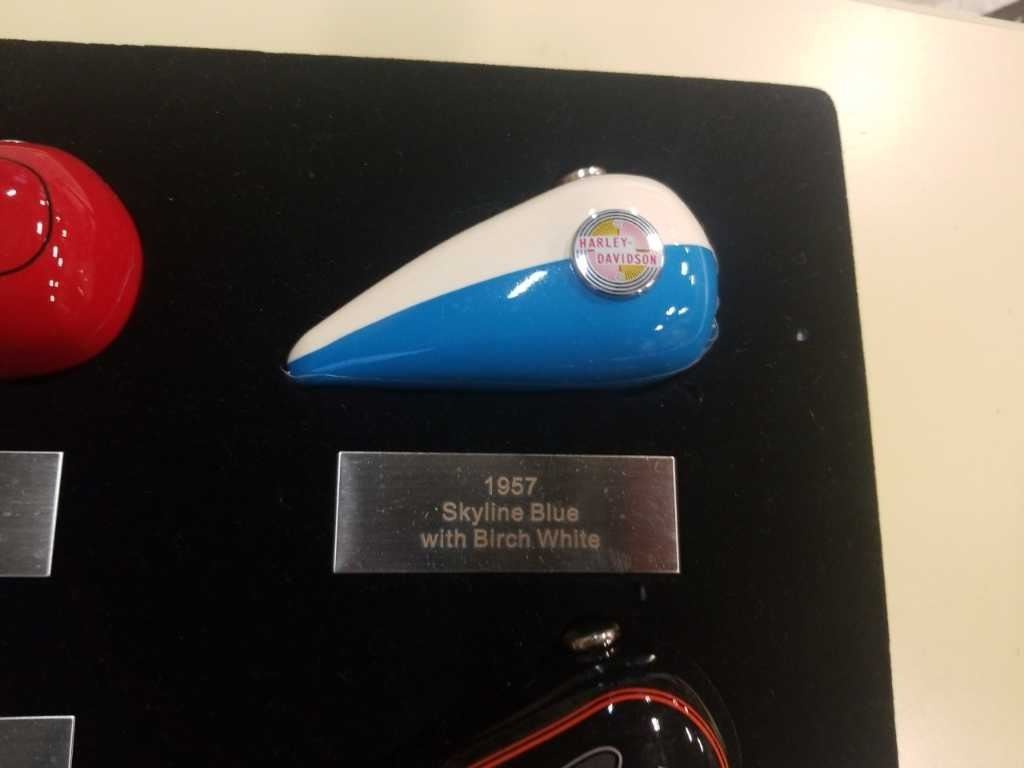 HARLEY-
DAVIDSON
1957
Skyline Blue
with Birch White